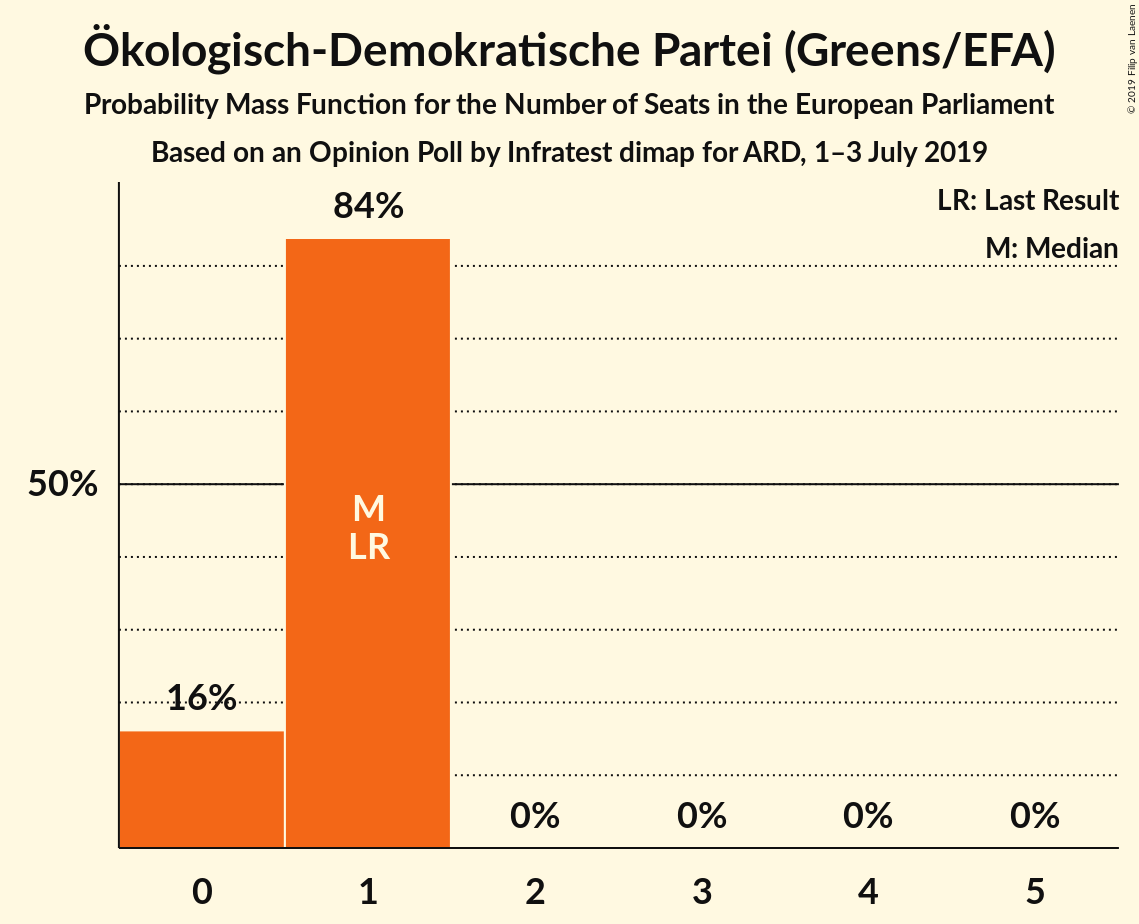 Ökologisch-Demokratische Partei (Greens/EFA)
Probability Mass Function for the Number of Seats in the European Parliament
Based on an Opinion Poll by Infratest dimap for ARD, 1–3 July 2019
© 2019 Filip van Laenen
LR: Last Result
M: Median
84%
50%
M
LR
16%
0% 0% 0% 0%
0 1 2 3 4 5